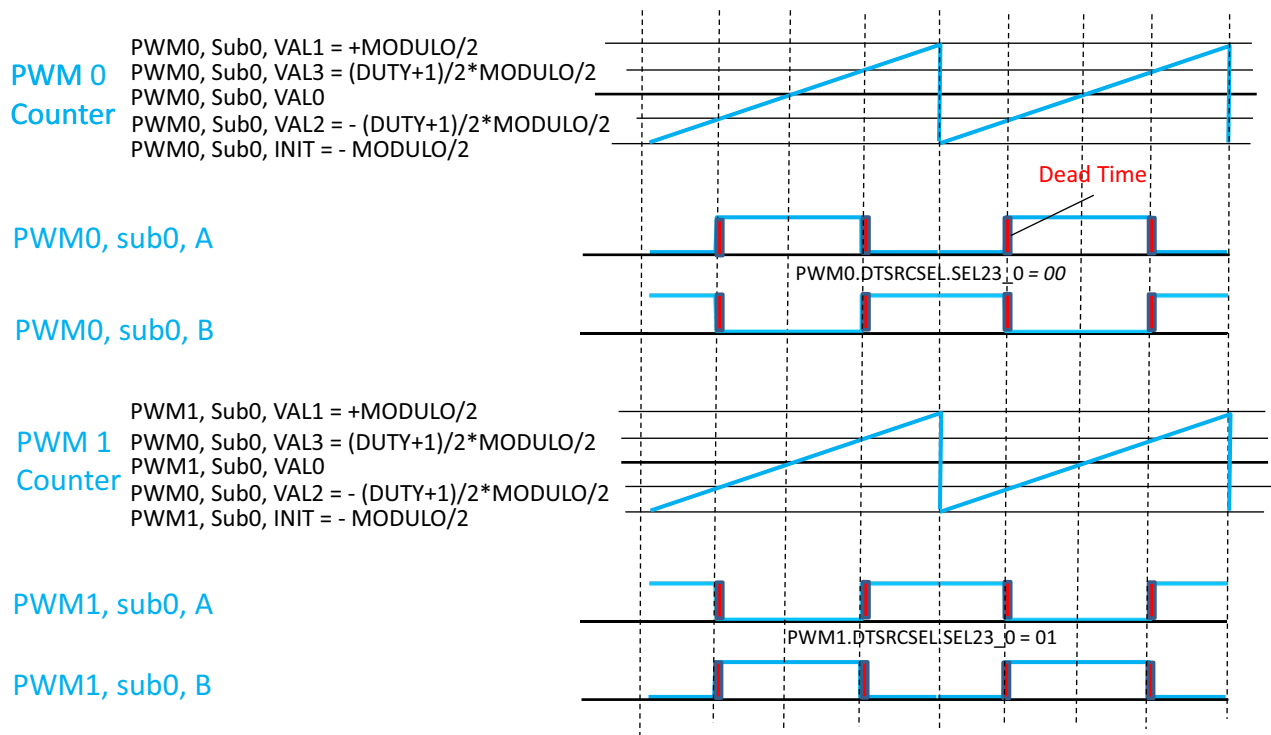 PWM 0
Counter
PWM0, Sub0, VAL1 = +MODULO/2
PWM0, Sub0, VAL3 = (DUTY+1)/2*MODULO/2
PWM0, Sub0, VAL0
PWM0, Sub0, VAL2 = - (DUTY+1)/2*MODULO/2
PWM0, Sub0, INIT = - MODULO/2
Dead Time
PWM0, sub0, A
PWM0.DTSRCSEL.SEL23_0 = 00
PWM0, sub0, B
PWM 1
Counter
PWM1, Sub0, VAL1 = +MODULO/2
PWM0, Sub0, VAL3 = (DUTY+1)/2*MODULO/2
PWM1, Sub0, VAL0
PWM0, Sub0, VAL2 = - (DUTY+1)/2*MODULO/2
PWM1, Sub0, INIT = - MODULO/2
PWM1, sub0, A
PWM1.DTSRCSEL.SEL23_0 = 01
PWM1, sub0, B